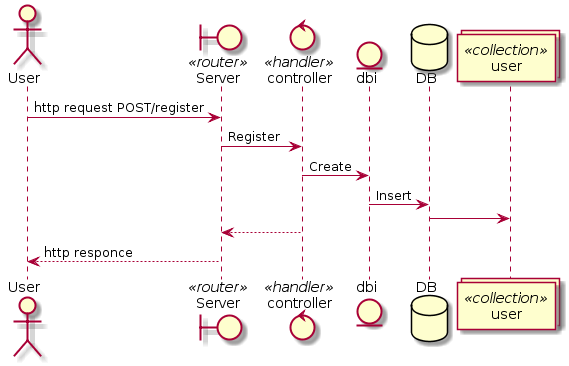 «collection»
user
«router»
«handler»
User
Server
controller
dbi
DB
http request POST/register
Register
Create
Insert
http responce
User
«router»
Server
«handler»
controller
dbi
DB
«collection»
user